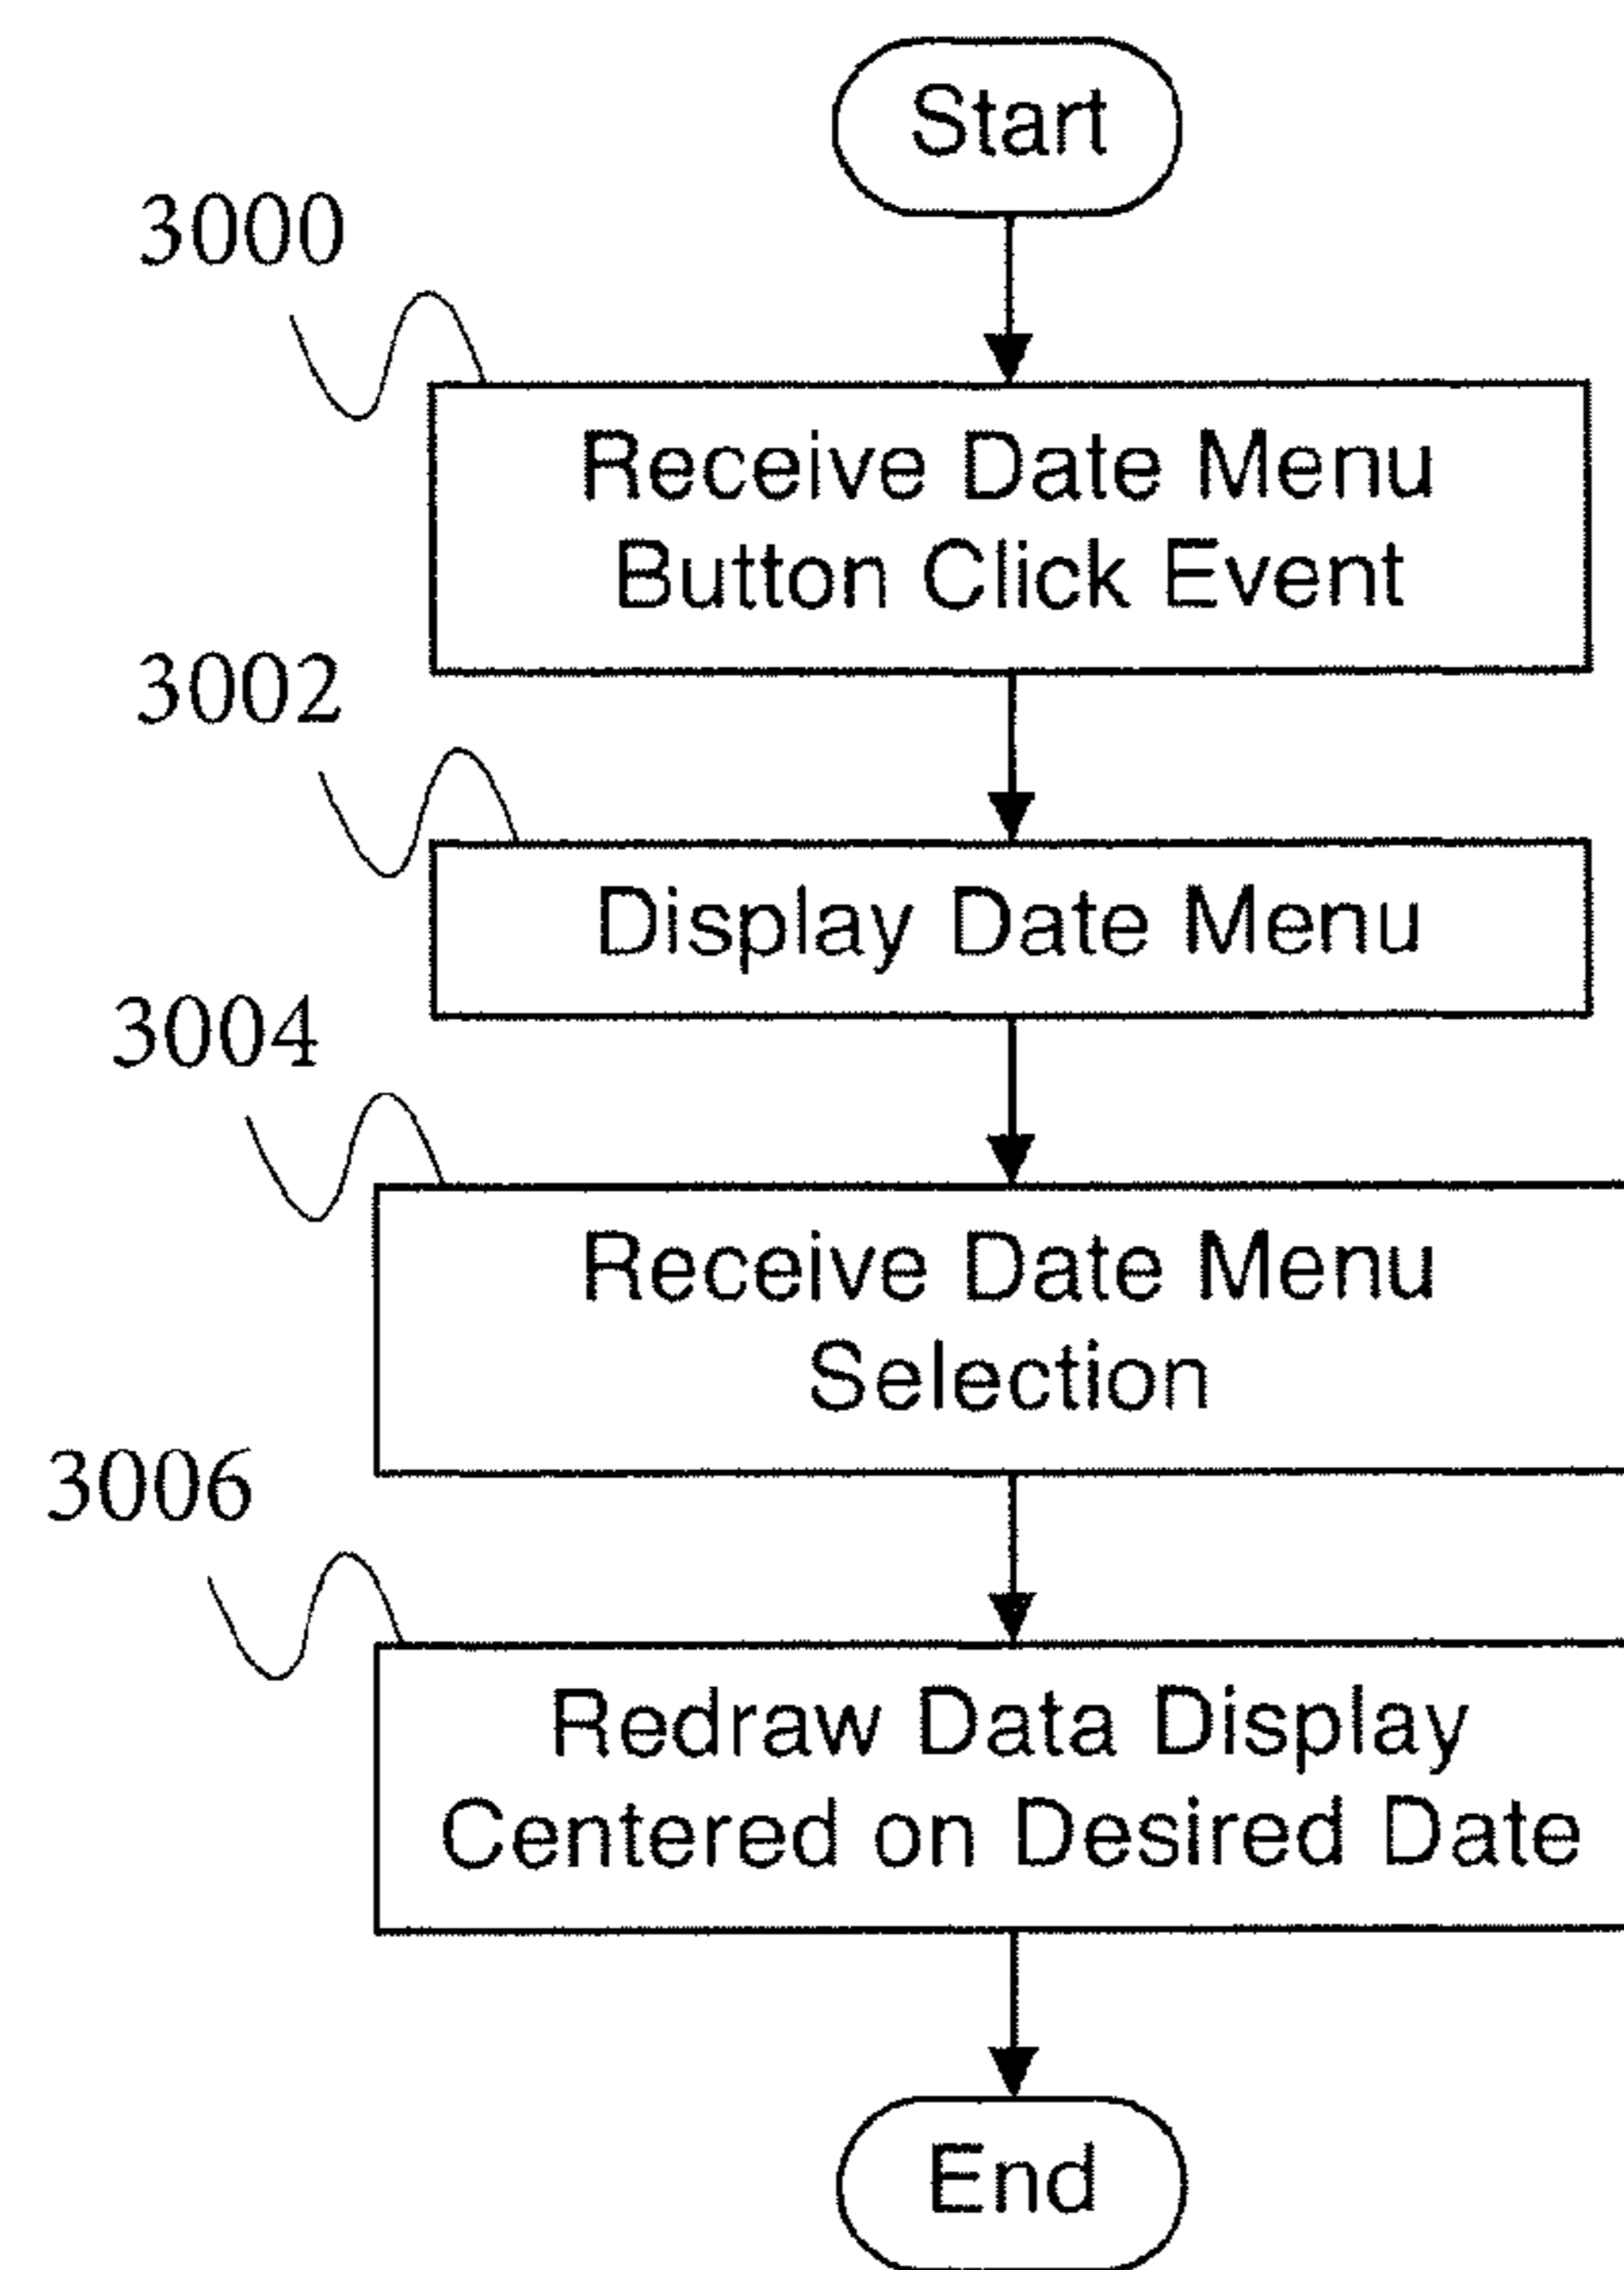 Start
3000
Receive Date Menu
Button Click Event
3002
Display Date Menu
3004
Receive Date Menu
Selection
3006
Redraw Data Display
Centered on Desired Date
End